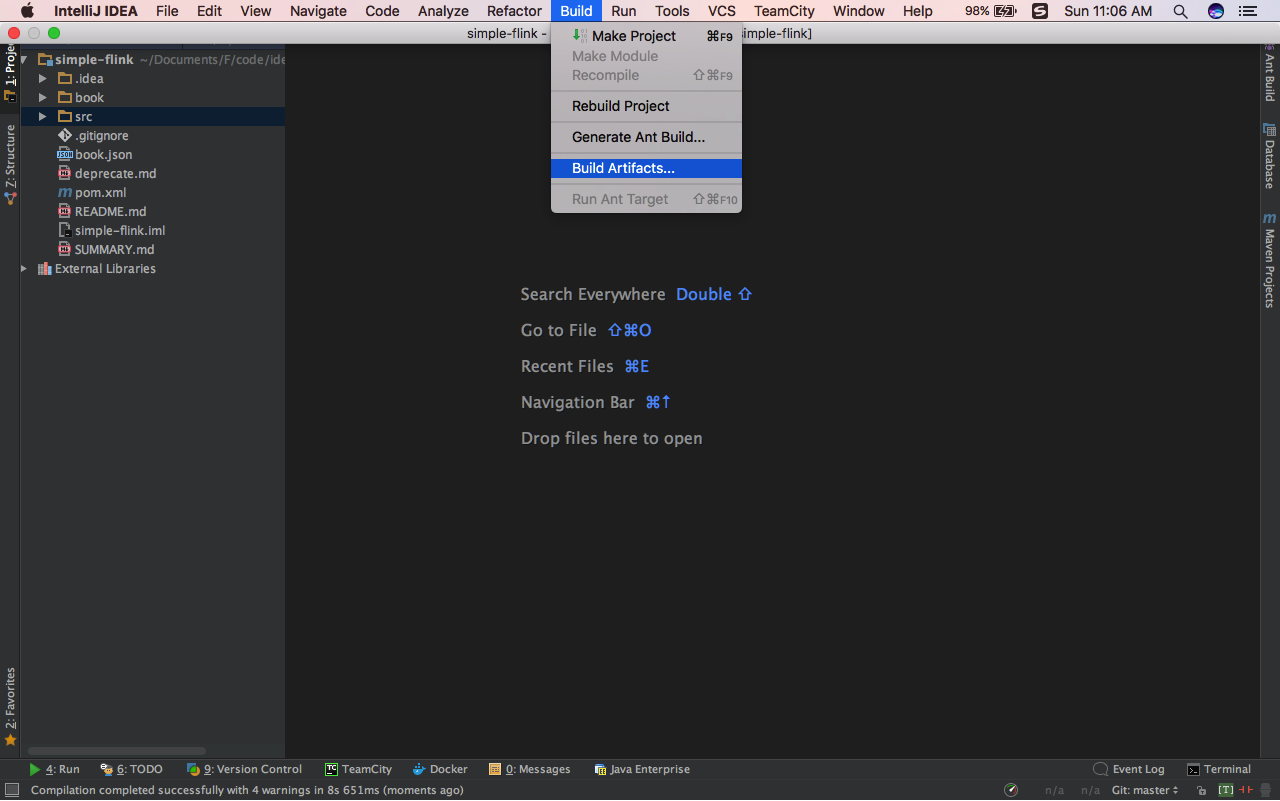 IntelliJ IDEA File Edit View Navigate Code Analyze Refactor Build Run Tools VCS TeamCity Window Help 98% Sun 11:06 AM
simple-flink - simple-flink]
Make Project ⌘F9
Make Module
Recompile ⇧⌘F9
Rebuild Project
Generate Ant Build...
Build Artifacts...
Run Ant Target ⇧⌘F10
1: Project
simple-flink ~/Documents/F/code/ide
.idea
book
src
.gitignore
book.json
deprecate.md
pom.xml
README.md
simple-flink.iml
SUMMARY.md
External Libraries
7: Structure
2: Favorites
Search Everywhere Double ⇧
Go to File ⇧⌘O
Recent Files ⌘E
Navigation Bar ⌘↑
Drop files here to open
Ant Build
Database
Maven Projects
4: Run 6: TODO 9: Version Control TeamCity Docker 0: Messages Java Enterprise Event Log Terminal
Compilation completed successfully with 4 warnings in 8s 651ms (moments ago) n/a n/a Git: master [T]